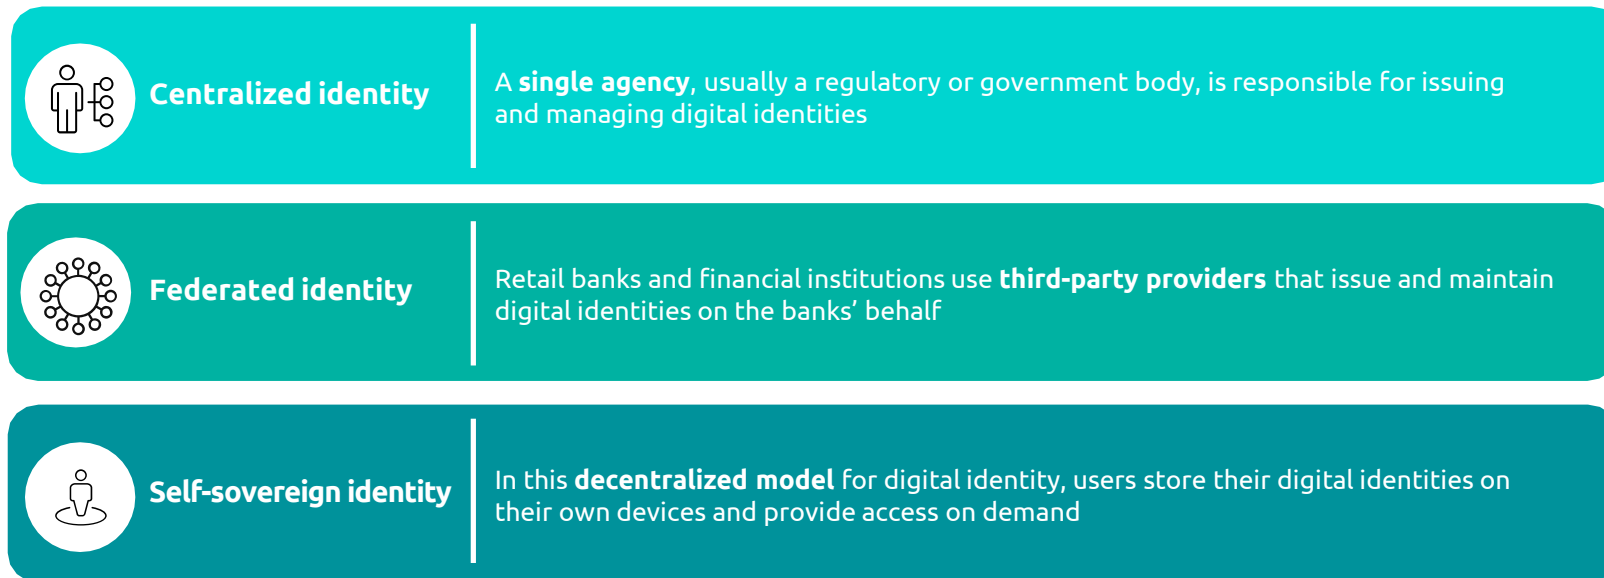 Centralized identity
A single agency, usually a regulatory or government body, is responsible for issuing
and managing digital identities
Federated identity
Retail banks and financial institutions use third-party providers that issue and maintain
digital identities on the banks’ behalf
Self-sovereign identity
In this decentralized model for digital identity, users store their digital identities on
their own devices and provide access on demand